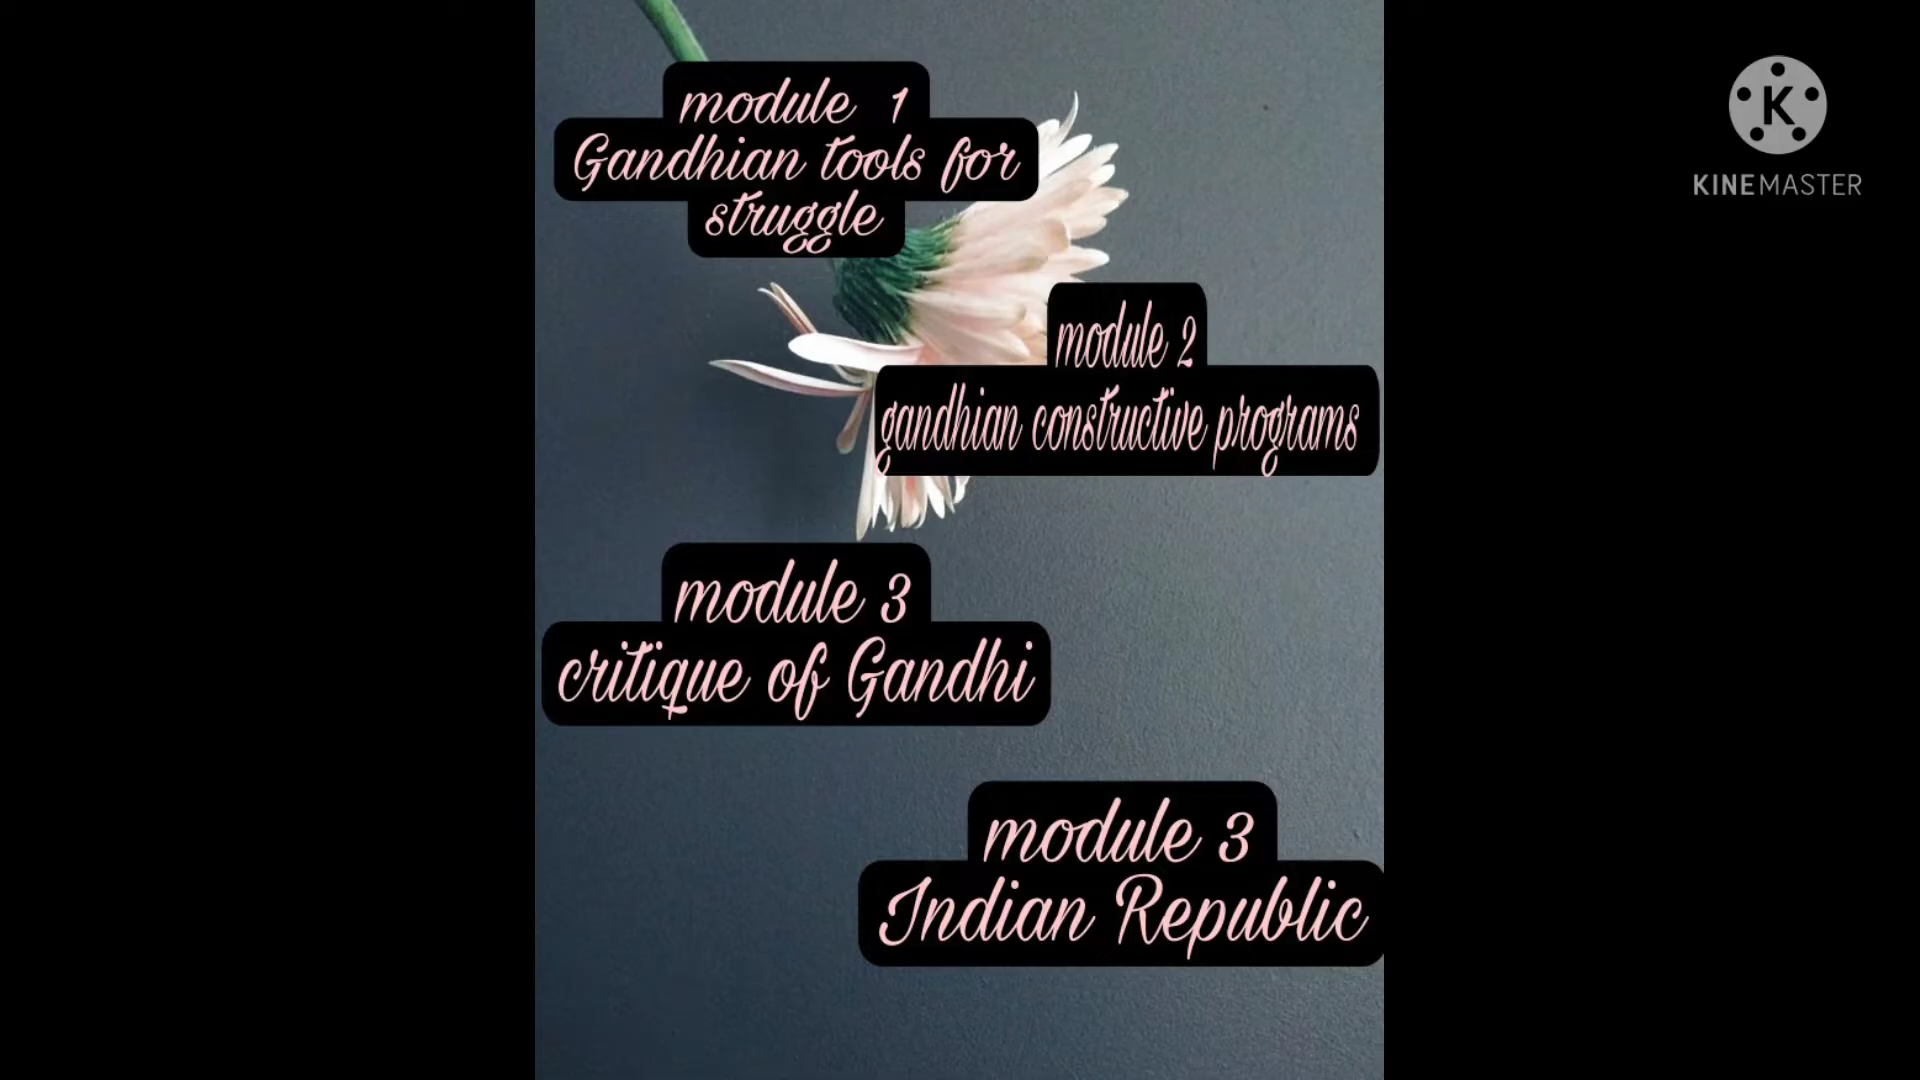 module 1
Gandhian tools for
struggle
module 2
gandhian constructive programs
module 3
critique of Gandhi
module 3
Indian Republic
K
KINEMASTER